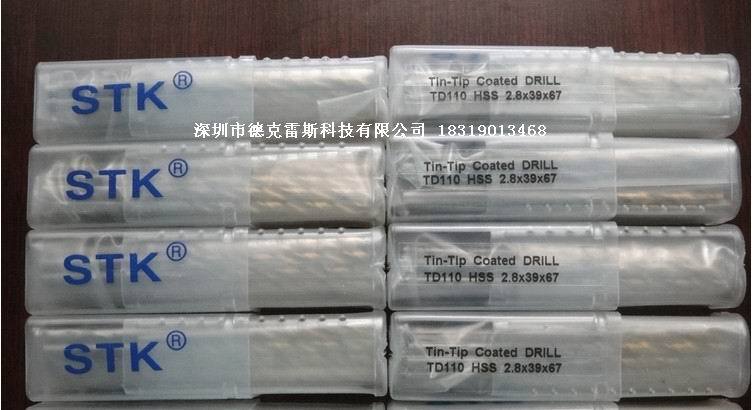 STK®
Tin-Tip Coated DRILL
TD110 HSS 2.8x39x67
深圳市德克雷斯科技有限公司 18319013468
STK®
Tin-Tip Coated DRILL
TD110 HSS 2.8x39x67
STK®
Tin-Tip Coated DRILL
TD110 HSS 2.8x39x67
STK®
Tin-Tip Coated DRILL
TD110 HSS 2.8x39x67